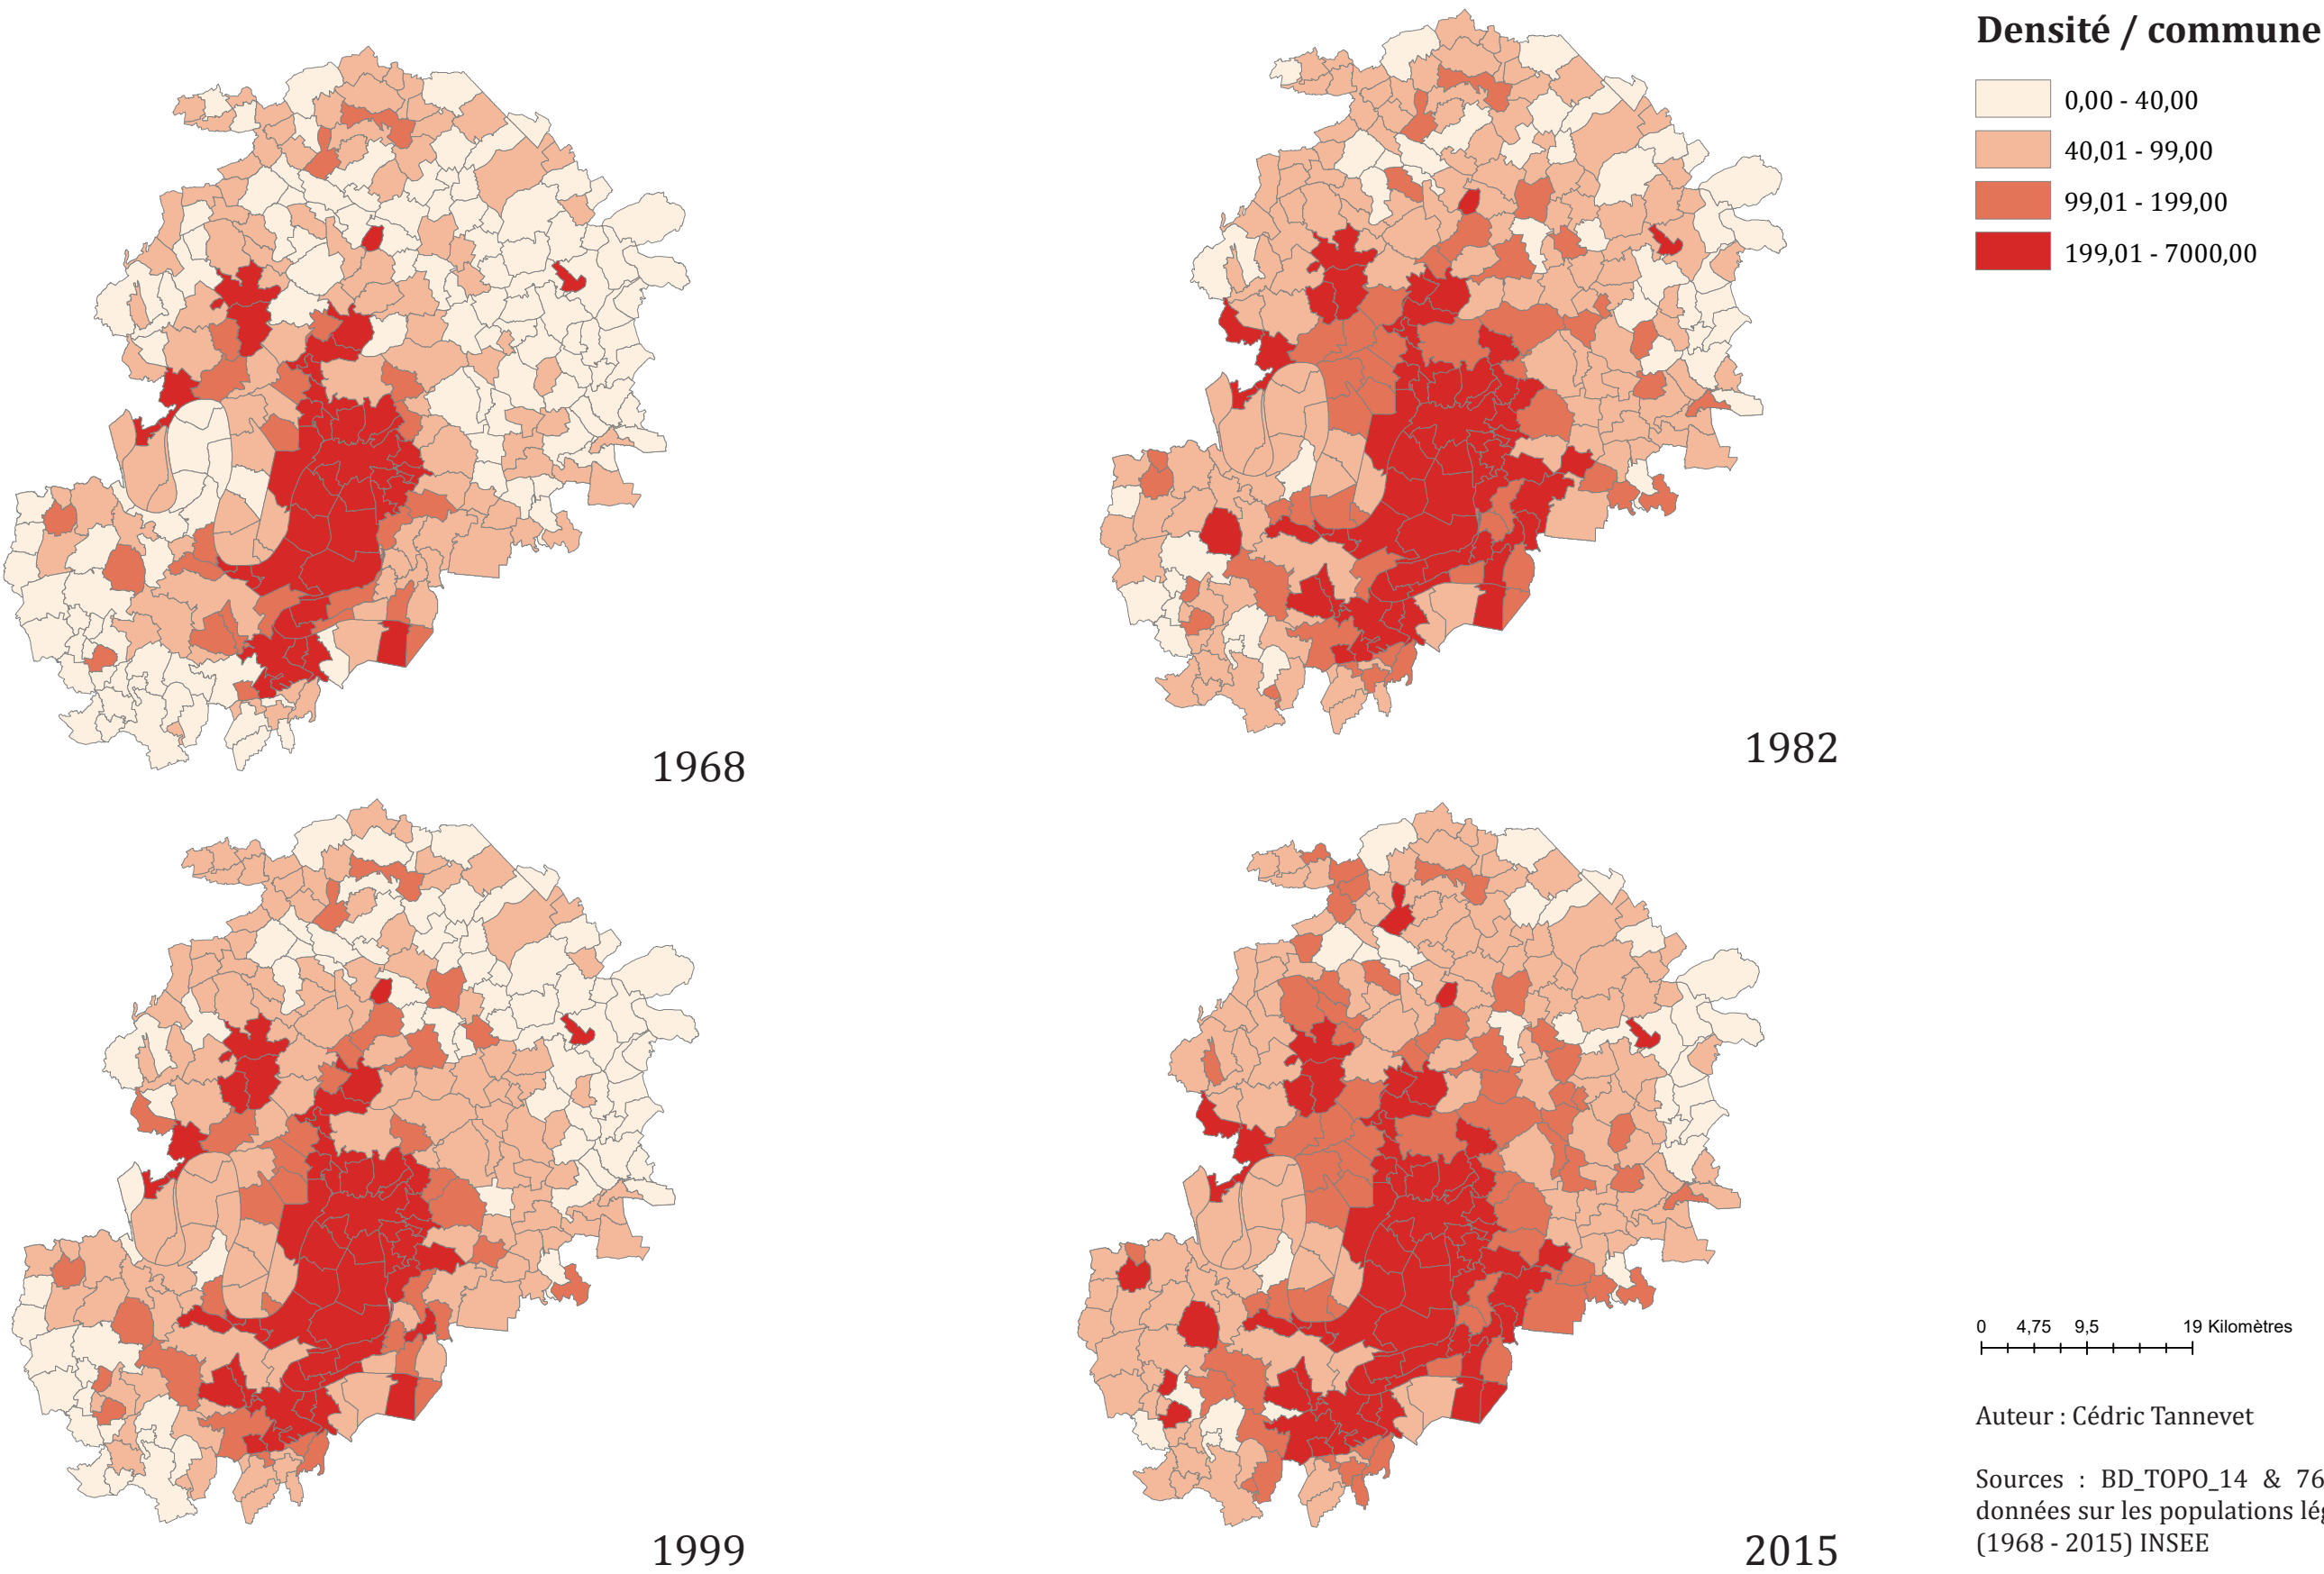 Densité / commune
0,00 - 40,00
40,01 - 99,00
99,01 - 199,00
199,01 - 7000,00
1968
1982
1999
2015
0 4,75 9,5 19 Kilomètres
Auteur : Cédric Tannevet
Sources : BD_TOPO_14 & 76
données sur les populations
(1968 - 2015) INSEE